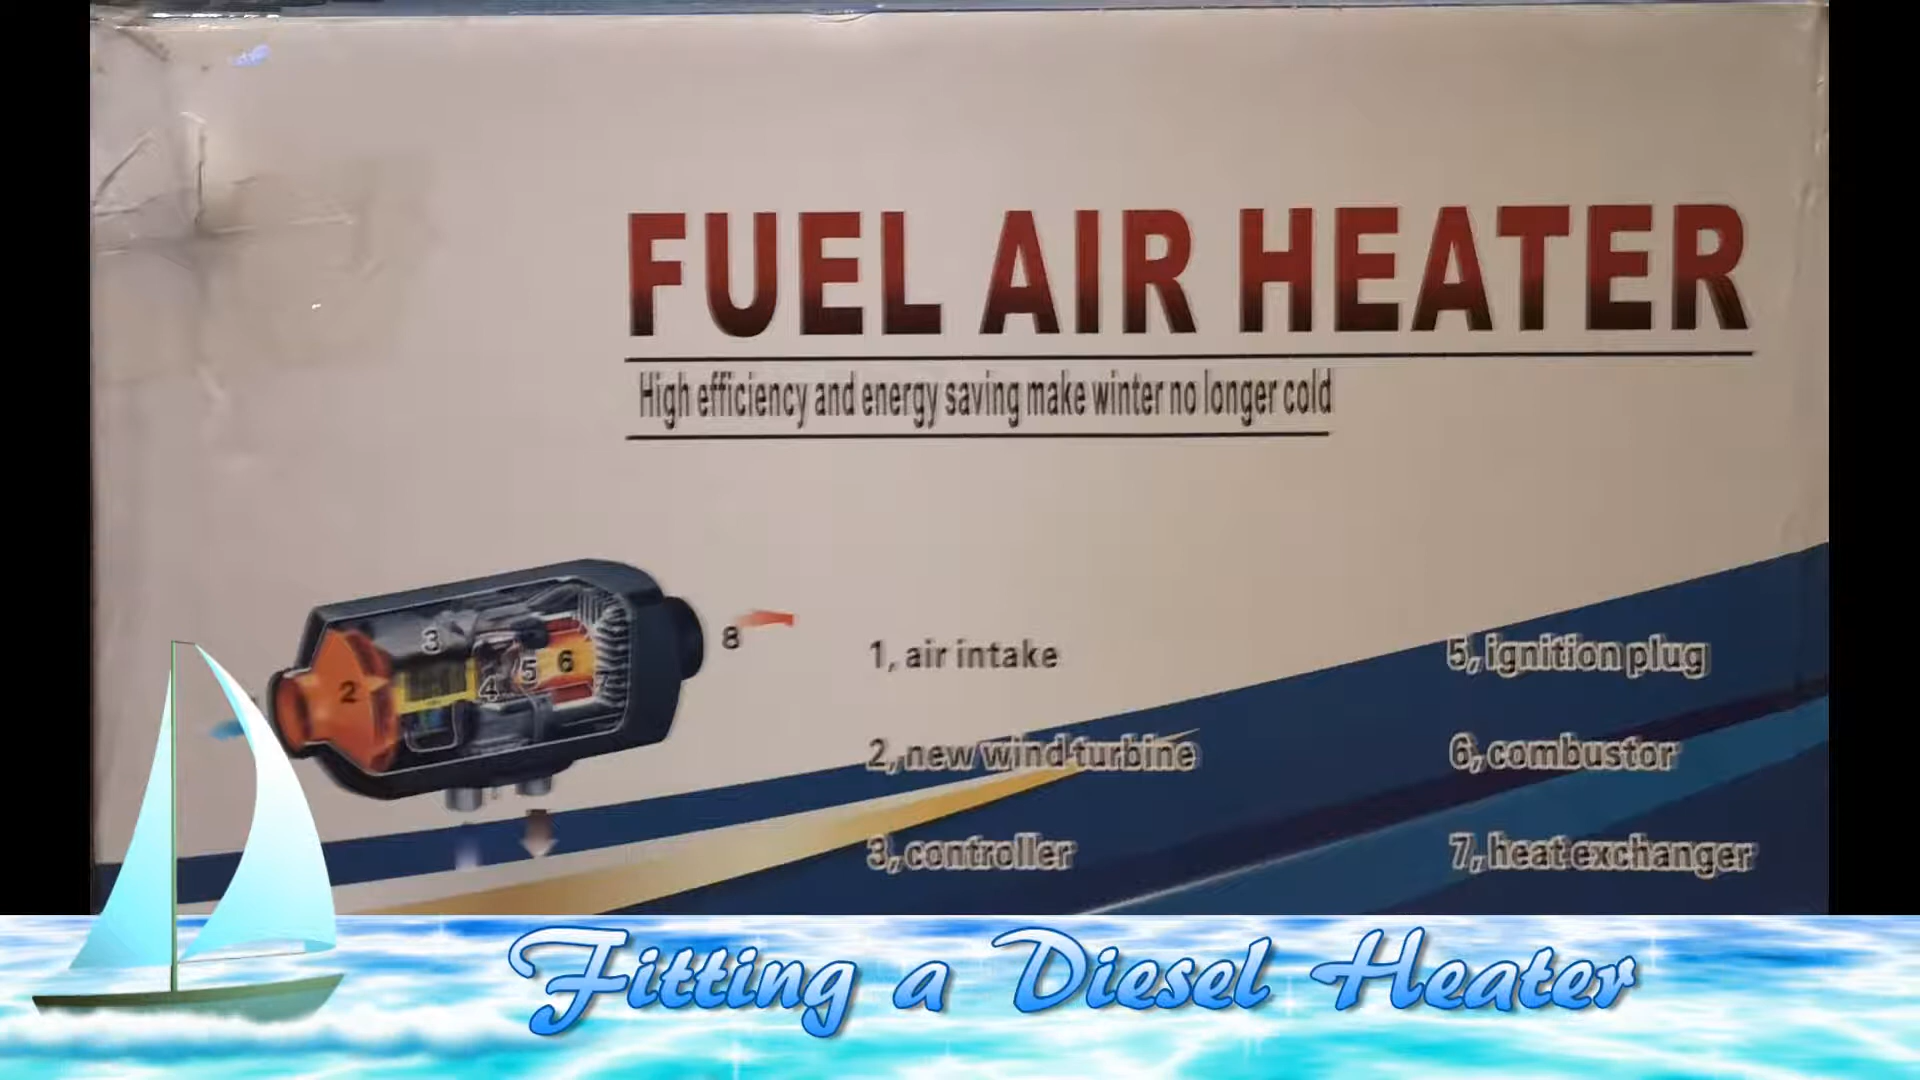 FUEL AIR HEATER
High efficiency and energy saving make winter no longer cold
3
8
2
4
5
6
7
1, air intake
5, ignition plug
2, new wind turbine
6, combustor
3, controller
7, heat exchanger
Fitting a Diesel Heater